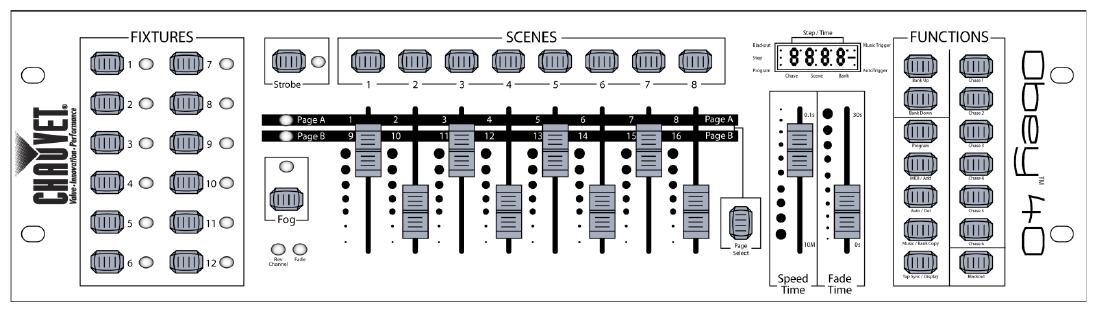 CHAUVET®
Value • Innovation • Performance
FIXTURES
1 7
2 8
3 9
4 10
5 11
6 12
Strobe
SCENES
1 2 3 4 5 6 7 8
Page A 1 2 3 4 5 6 7 8 Page A
Page B 9 10 11 12 13 14 15 16 Page B
Fog
Rev Channel
Fade
Page Select
Step / Time
Blackout
Step
Program
8.8.8.8-
Music Trigger
Auto Trigger
Chase Scene Bank
0.1s
10M
Speed Time
30s
0s
Fade Time
FUNCTIONS
Bank Up Chase 1
Bank Down Chase 2
Program Chase 3
MIDI / Add Chase 4
Auto / Del Chase 5
Music / Bank Copy Chase 6
Tap Sync / Display Blackout
obey™ 40